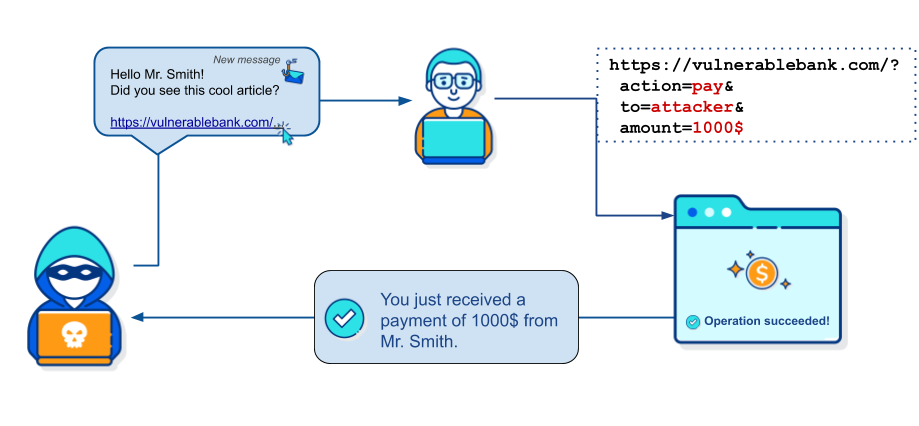 New message
Hello Mr. Smith!
Did you see this cool article?
https://vulnerablebank.com/...
https://vulnerablebank.com/?
action=pay&
to=attacker&
amount=1000$
$
Operation succeeded!
You just received a
payment of 1000$ from
Mr. Smith.